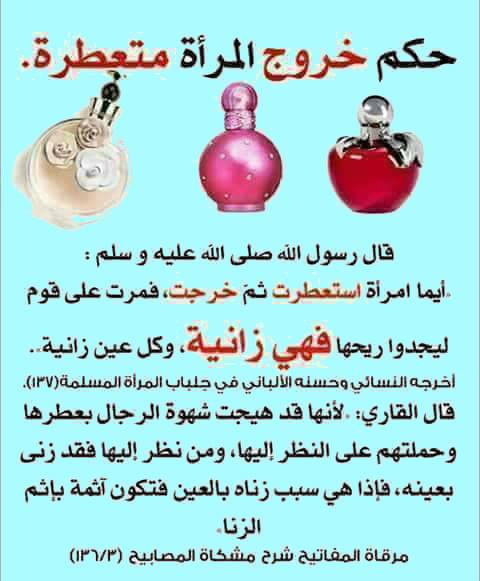 حكم خروج المرأة متعطرة.
قال رسول الله صلى الله عليه و سلم :
«أيما امرأة استعطرت ثم خرجت، فمرت على قوم
ليجدوا ريحها فهي زانية، وكل عين زانية».
أخرجه النسائي وحسنه الألباني في جلباب المرأة المسلمة(١٣٧).
قال القاري: «لأنها قد هيجت شهوة الرجال بعطرها
وحملتهم على النظر إليها، ومن نظر إليها فقد زنى
بعينه، فإذا هي سبب زناه بالعين فتكون آثمة بإثم
الزنا»
مرقاة المفاتيح شرح مشكاة المصابيح (١٣٦/٣)